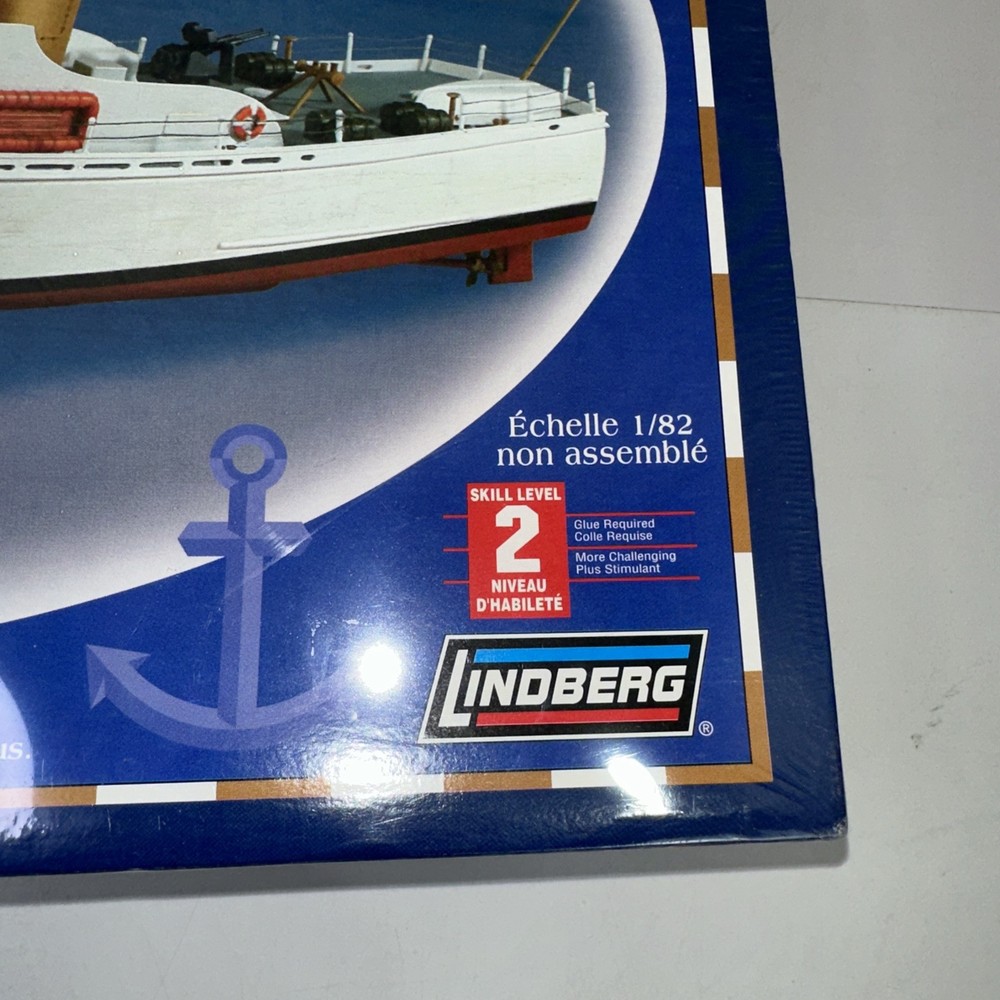 Échelle 1/82
non assemblé
SKILL LEVEL
2
NIVEAU
D'HABILETÉ
Glue Required
Colle Requise
More Challenging
Plus Stimulant
LINDBERG
®